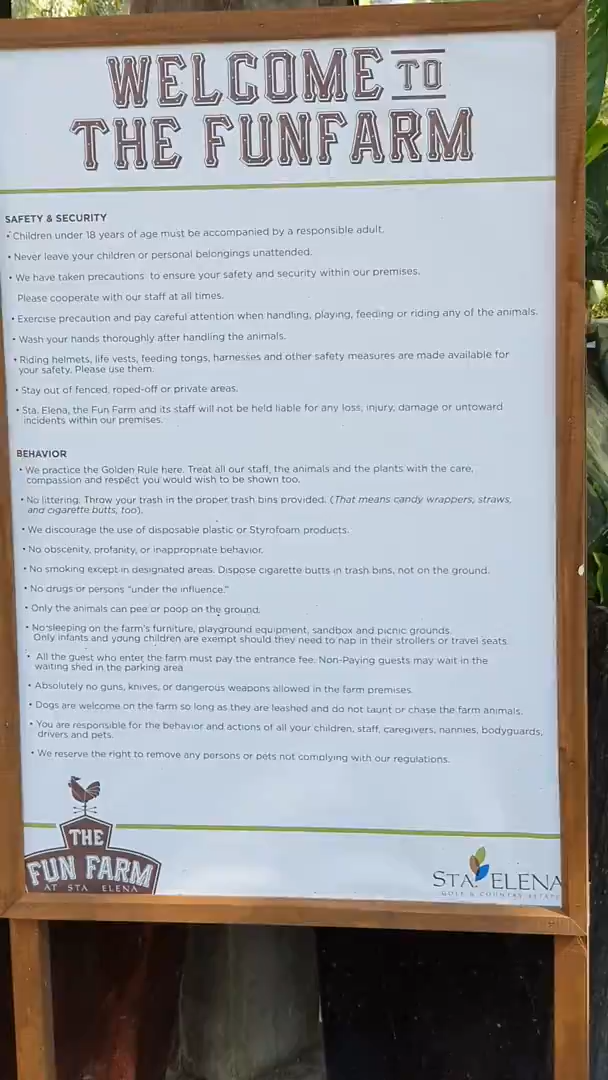 WELCOME TO
THE FUNFARM
SAFETY & SECURITY
• Children under 18 years of age must be accompanied by a responsible adult.
• Never leave your children or personal belongings unattended.
• We have taken precautions to ensure your safety and security within our premises.
Please cooperate with our staff at all times.
• Exercise precaution and pay careful attention when handling, playing, feeding or riding any of the animals.
• Wash your hands thoroughly after handling the animals.
• Riding helmets, life vests, feeding tongs, harnesses and other safety measures are made available for
your safety. Please use them.
• Stay out of fenced, roped-off or private areas.
• Sta. Elena, the Fun Farm and its staff will not be held liable for any loss, injury, damage or untoward
incidents within our premises.
BEHAVIOR
• We practice the Golden Rule here. Treat all our staff, the animals and the plants with the care,
compassion and respect you would wish to be shown too.
• No littering. Throw your trash in the proper trash bins provided. (That means candy wrappers, straws,
and cigarette butts, too).
• We discourage the use of disposable plastic or Styrofoam products.
• No obscenity, profanity, or inappropriate behavior.
• No smoking except in designated areas. Dispose cigarette butts in trash bins, not on the ground.
• No drugs or persons "under the influence."
• Only the animals can pee or poop on the ground.
• No sleeping on the farm's furniture, playground equipment, sandbox and picnic grounds.
Only infants and young children are exempt should they need to nap in their strollers or travel seats.
• All the guest who enter the farm must pay the entrance fee. Non-Paying guests may wait in the
waiting shed in the parking area
• Absolutely no guns, knives, or dangerous weapons allowed in the farm premises.
• Dogs are welcome on the farm so long as they are leashed and do not taunt or chase the farm animals.
• You are responsible for the behavior and actions of all your children, staff, caregivers, nannies, bodyguards,
drivers and pets.
• We reserve the right to remove any persons or pets not complying with our regulations.
THE
FUN FARM
AT STA ELENA
STA. ELENA
GOLF & COUNTRY ESTATE